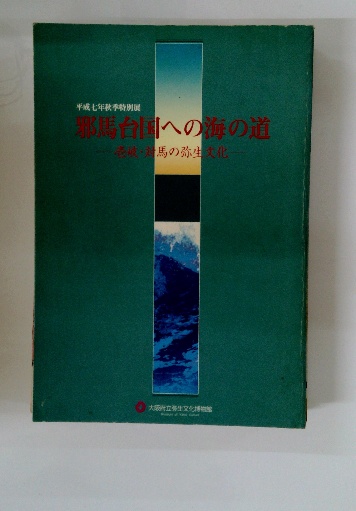 平成七年秋季特別展
邪馬台国への海の道
―壱岐・対馬の弥生文化―
大阪府立弥生文化博物館